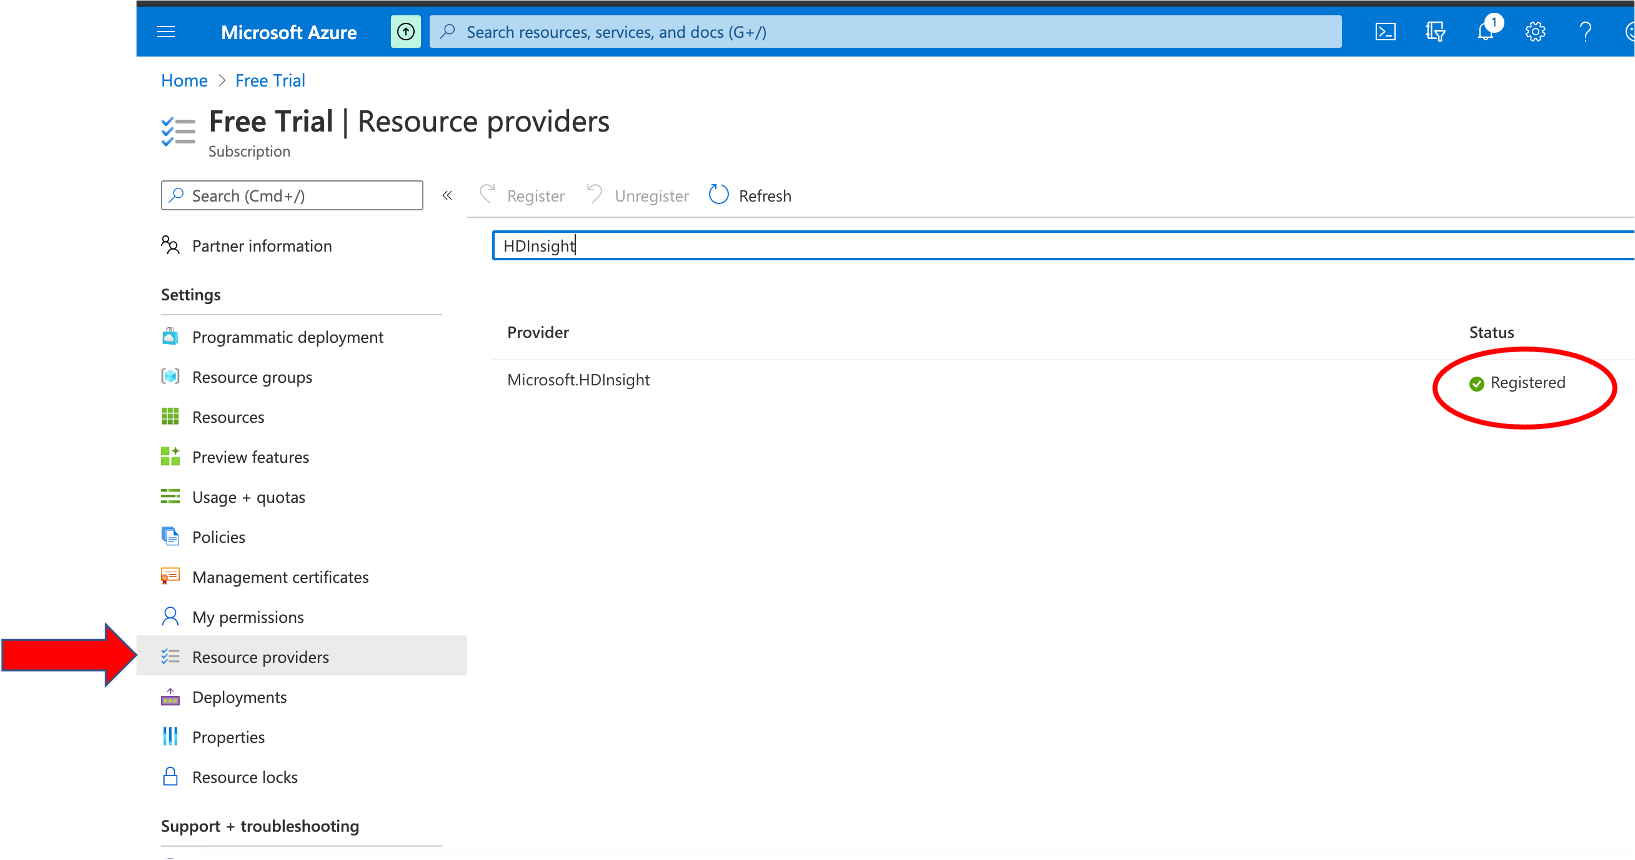 Microsoft Azure
Search resources, services, and docs (G+/)
1
Home > Free Trial
Free Trial | Resource providers
Subscription
Search (Cmd+/)
«
Register
Unregister
Refresh
Partner information
HDInsight
Settings
Provider
Status
Programmatic deployment
Microsoft.HDInsight
Registered
Resource groups
Resources
Preview features
Usage + quotas
Policies
Management certificates
My permissions
Resource providers
Deployments
Properties
Resource locks
Support + troubleshooting